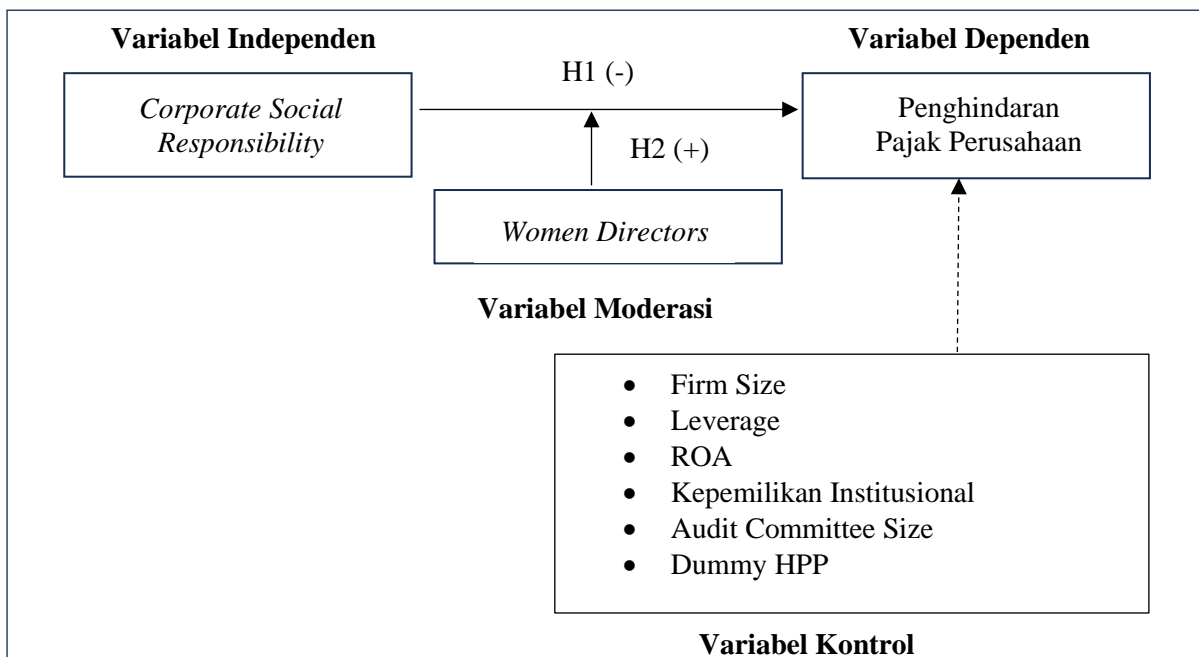 Variabel Independen
Variabel Dependen
H1 (-)
Corporate Social
Responsibility
Penghindaran
Pajak Perusahaan
H2 (+)
Women Directors
Variabel Moderasi
• Firm Size
• Leverage
• ROA
• Kepemilikan Institusional
• Audit Committee Size
• Dummy HPP
Variabel Kontrol